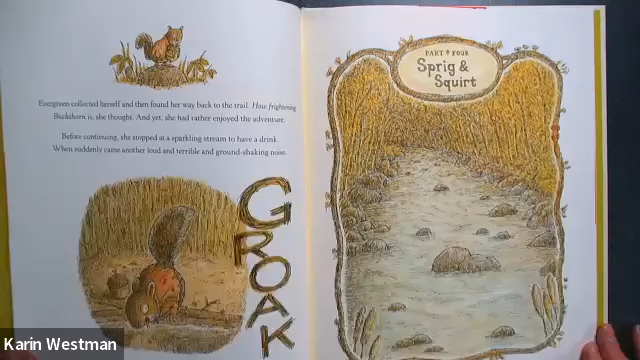 Evergreen collected herself and then found her way back to the trail. How frightening
Buckthorn is, she thought. And yet, she had rather enjoyed the adventure.
Before continuing, she stopped at a sparkling stream to have a drink.
When suddenly came another loud and terrible and ground-shaking noise.
GROAK
PART FOUR
Sprig &
Squirt
Karin Westman